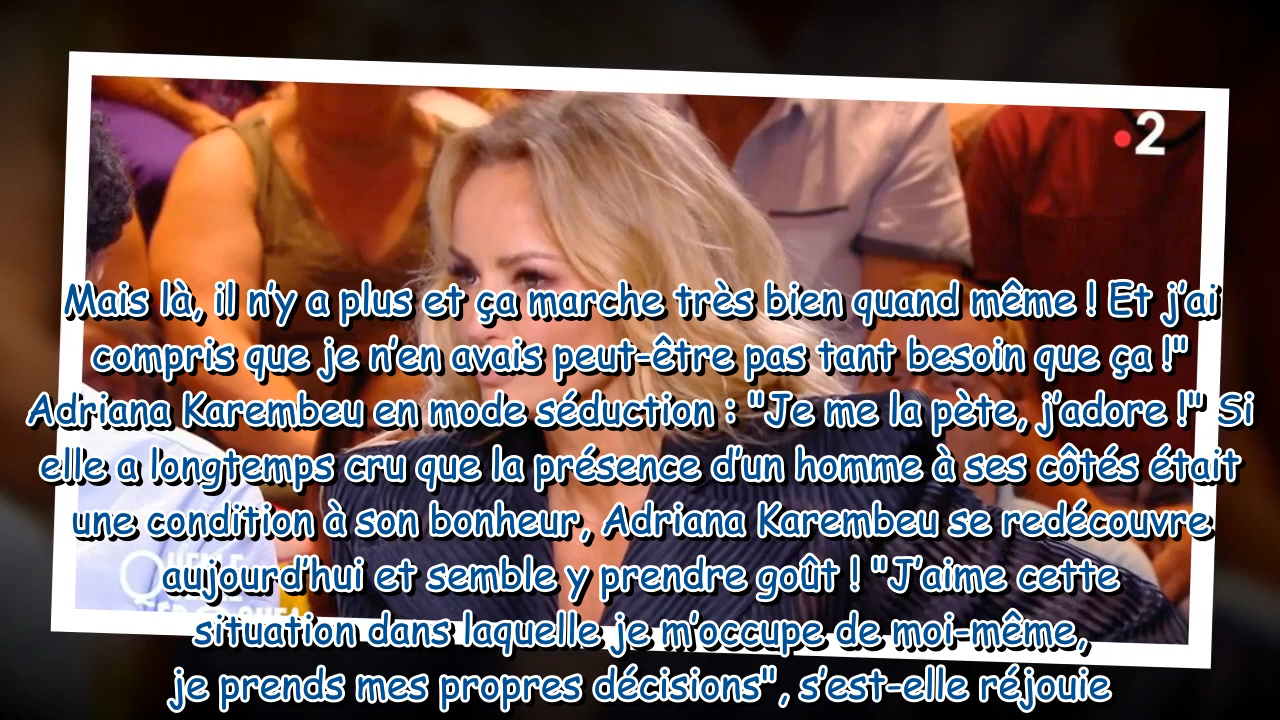 2
Mais là, il n'y a plus et ça marche très bien quand même ! Et j'ai
compris que je n'en avais peut-être pas tant besoin que ça !"
Adriana Karembeu en mode séduction : "Je me la pète, j'adore !" Si
elle a longtemps cru que la présence d'un homme à ses côtés était
une condition à son bonheur, Adriana Karembeu se redécouvre
aujourd'hui et semble y prendre goût ! "J'aime cette
situation dans laquelle je m'occupe de moi-même,
je prends mes propres décisions", s'est-elle réjouie